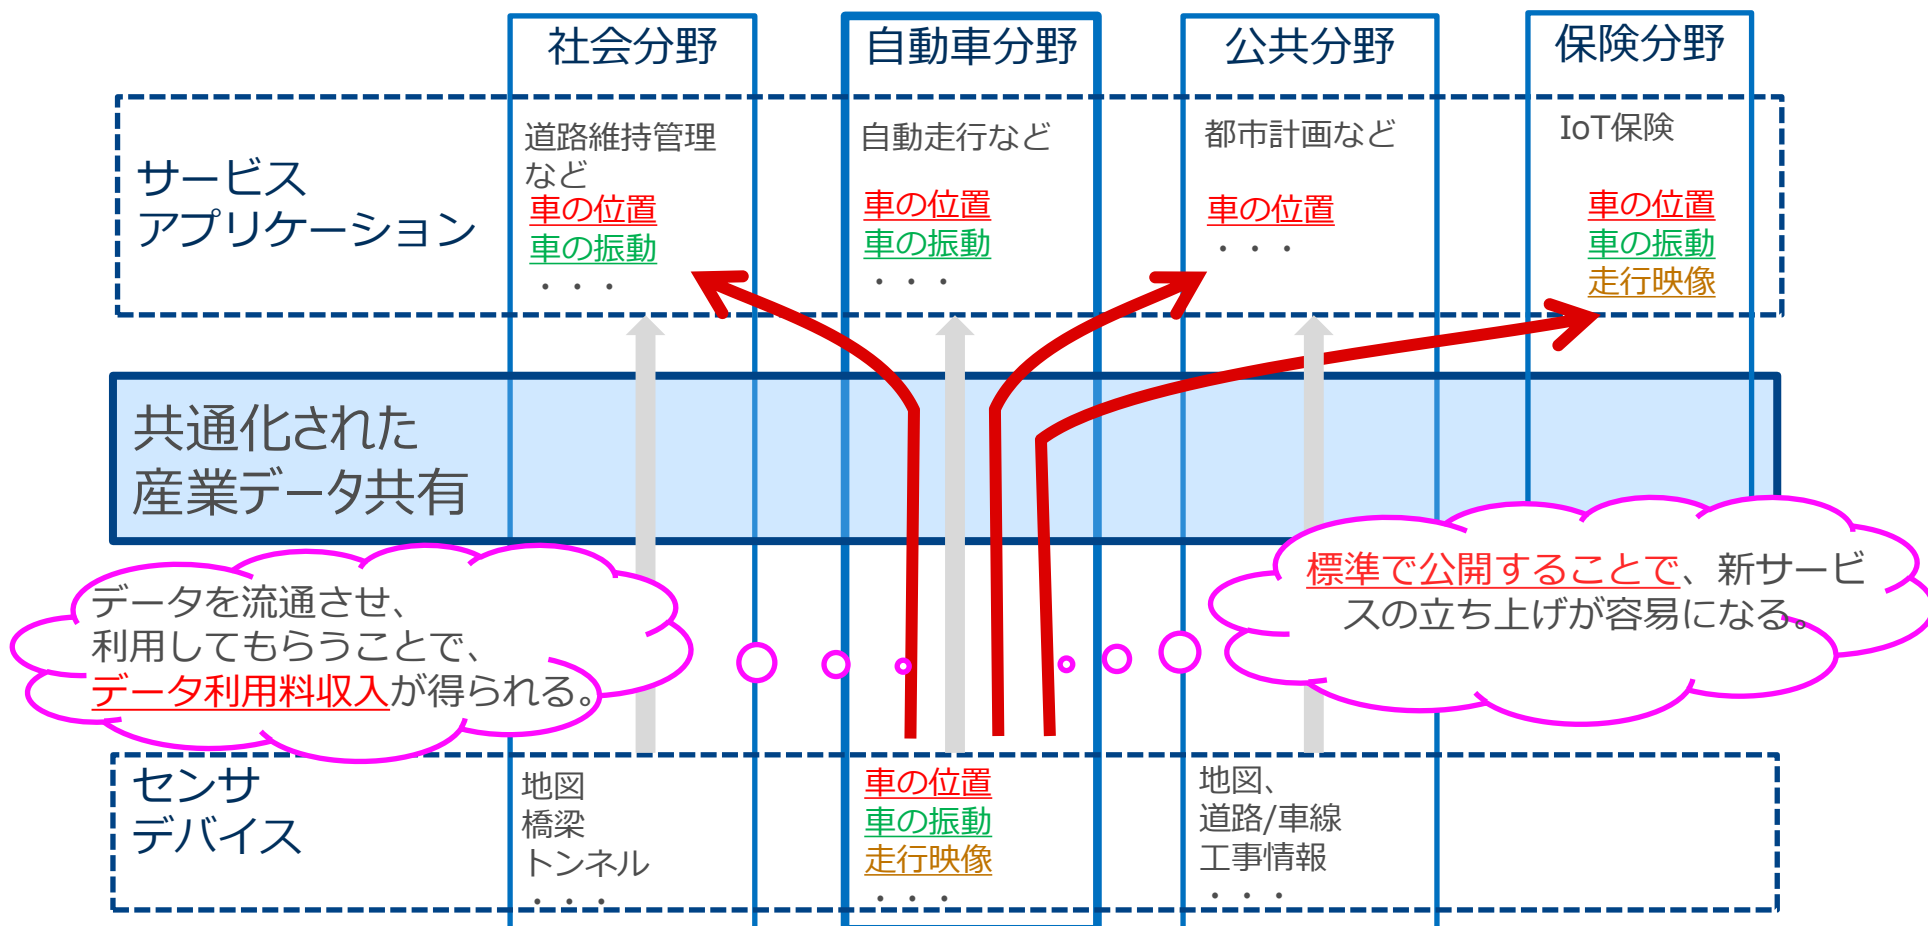 社会分野
自動車分野
公共分野
保険分野
サービス
アプリケーション
道路維持管理
など
車の位置
車の振動
・・・
自動走行など
車の位置
車の振動
・・・
都市計画など
車の位置
・・・
IoT保険
車の位置
車の振動
走行映像
共通化された
産業データ共有
データを流通させ、
利用してもらうことで、
データ利用料収入が得られる。
標準で公開することで、新サービ
スの立ち上げが容易になる。
センサ
デバイス
地図
橋梁
トンネル
・・・
車の位置
車の振動
走行映像
・・・
地図、
道路/車線
工事情報
・・・